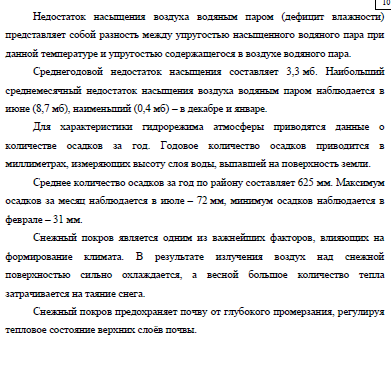 10
Недостаток насыщения воздуха водяным паром (дефицит влажности)
представляет собой разность между упругостью насыщенного водяного пара при
данной температуре и упругостью содержащегося в воздухе водяного пара.
Среднегодовой недостаток насыщения составляет 3,3 мб. Наибольший
среднемесячный недостаток насыщения воздуха водяным паром наблюдается в
июне (8,7 мб), наименьший (0,4 мб) – в декабре и январе.
Для характеристики гидрорежима атмосферы приводятся данные о
количестве осадков за год. Годовое количество осадков приводится в
миллиметрах, измеряющих высоту слоя воды, выпавшей на поверхность земли.
Среднее количество осадков за год по району составляет 625 мм. Максимум
осадков за месяц наблюдается в июле – 72 мм, минимум осадков наблюдается в
феврале – 31 мм.
Снежный покров является одним из важнейших факторов, влияющих на
формирование климата. В результате излучения воздух над снежной
поверхностью сильно охлаждается, а весной большое количество тепла
затрачивается на таяние снега.
Снежный покров предохраняет почву от глубокого промерзания, регулируя
тепловое состояние верхних слоёв почвы.